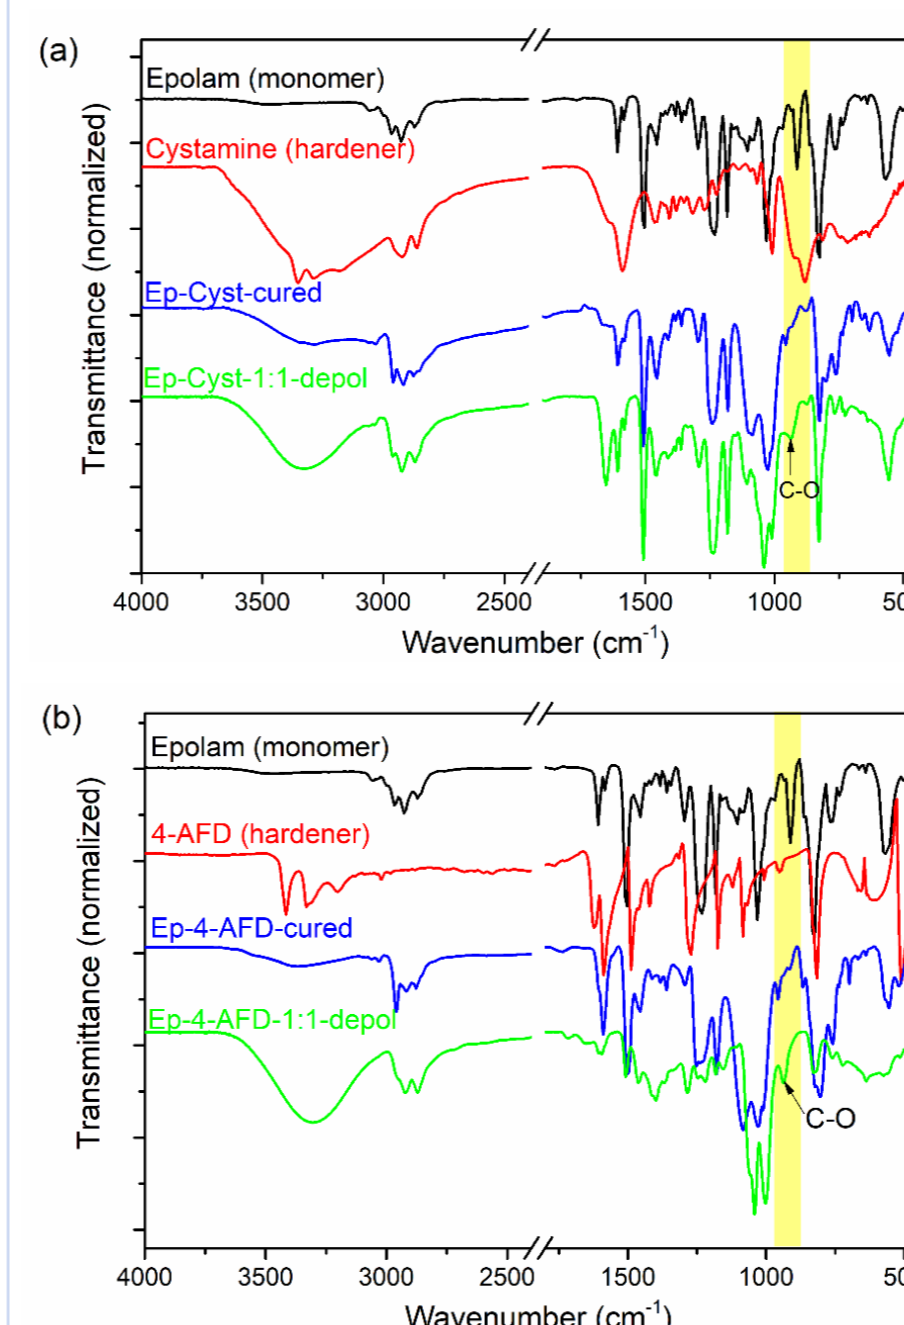 (a)
Epolam (monomer)
Cystamine (hardener)
Ep-Cyst-cured
Ep-Cyst-1:1-depol
C-O
Transmittance (normalized)
4000 3500 3000 2500 1500 1000 50
Wavenumber (cm⁻¹)
(b)
Epolam (monomer)
4-AFD (hardener)
Ep-4-AFD-cured
Ep-4-AFD-1:1-depol
C-O
Transmittance (normalized)
4000 3500 3000 2500 1500 1000 50
Wavenumber (cm⁻¹)